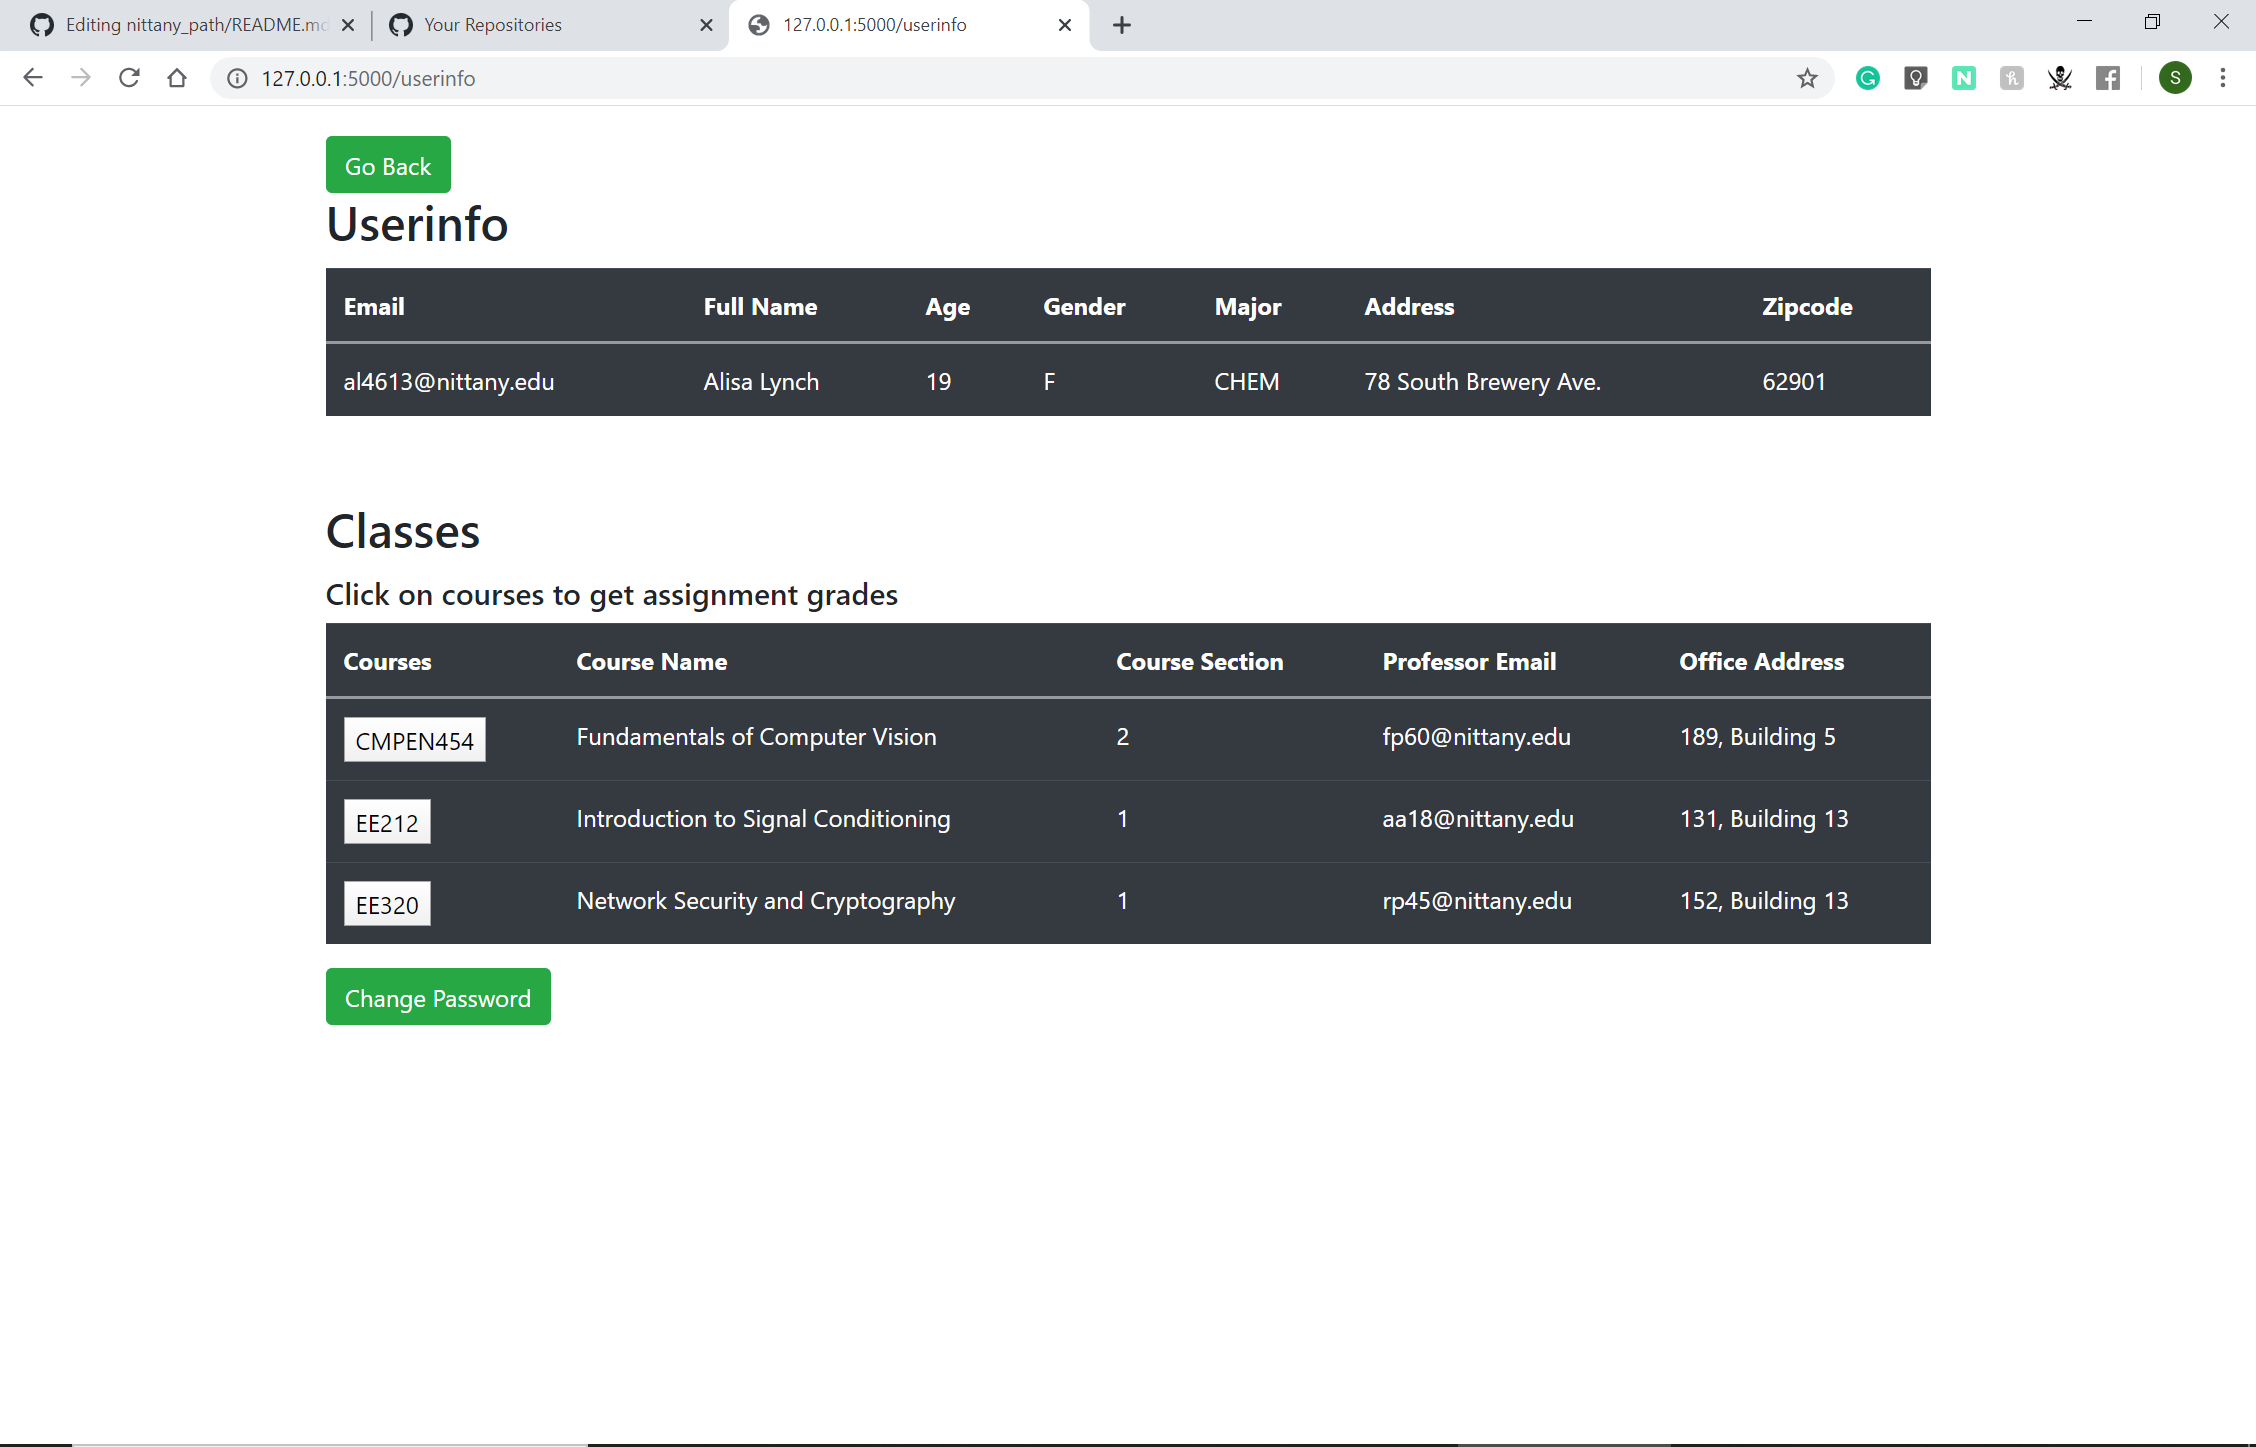 Editing nittany_path/README.md
Your Repositories
127.0.0.1:5000/userinfo
127.0.0.1:5000/userinfo
S
Go Back
Userinfo
Email Full Name Age Gender Major Address Zipcode
al4613@nittany.edu Alisa Lynch 19 F CHEM 78 South Brewery Ave. 62901
Classes
Click on courses to get assignment grades
Courses Course Name Course Section Professor Email Office Address
CMPEN454 Fundamentals of Computer Vision 2 fp60@nittany.edu 189, Building 5
EE212 Introduction to Signal Conditioning 1 aa18@nittany.edu 131, Building 13
EE320 Network Security and Cryptography 1 rp45@nittany.edu 152, Building 13
Change Password